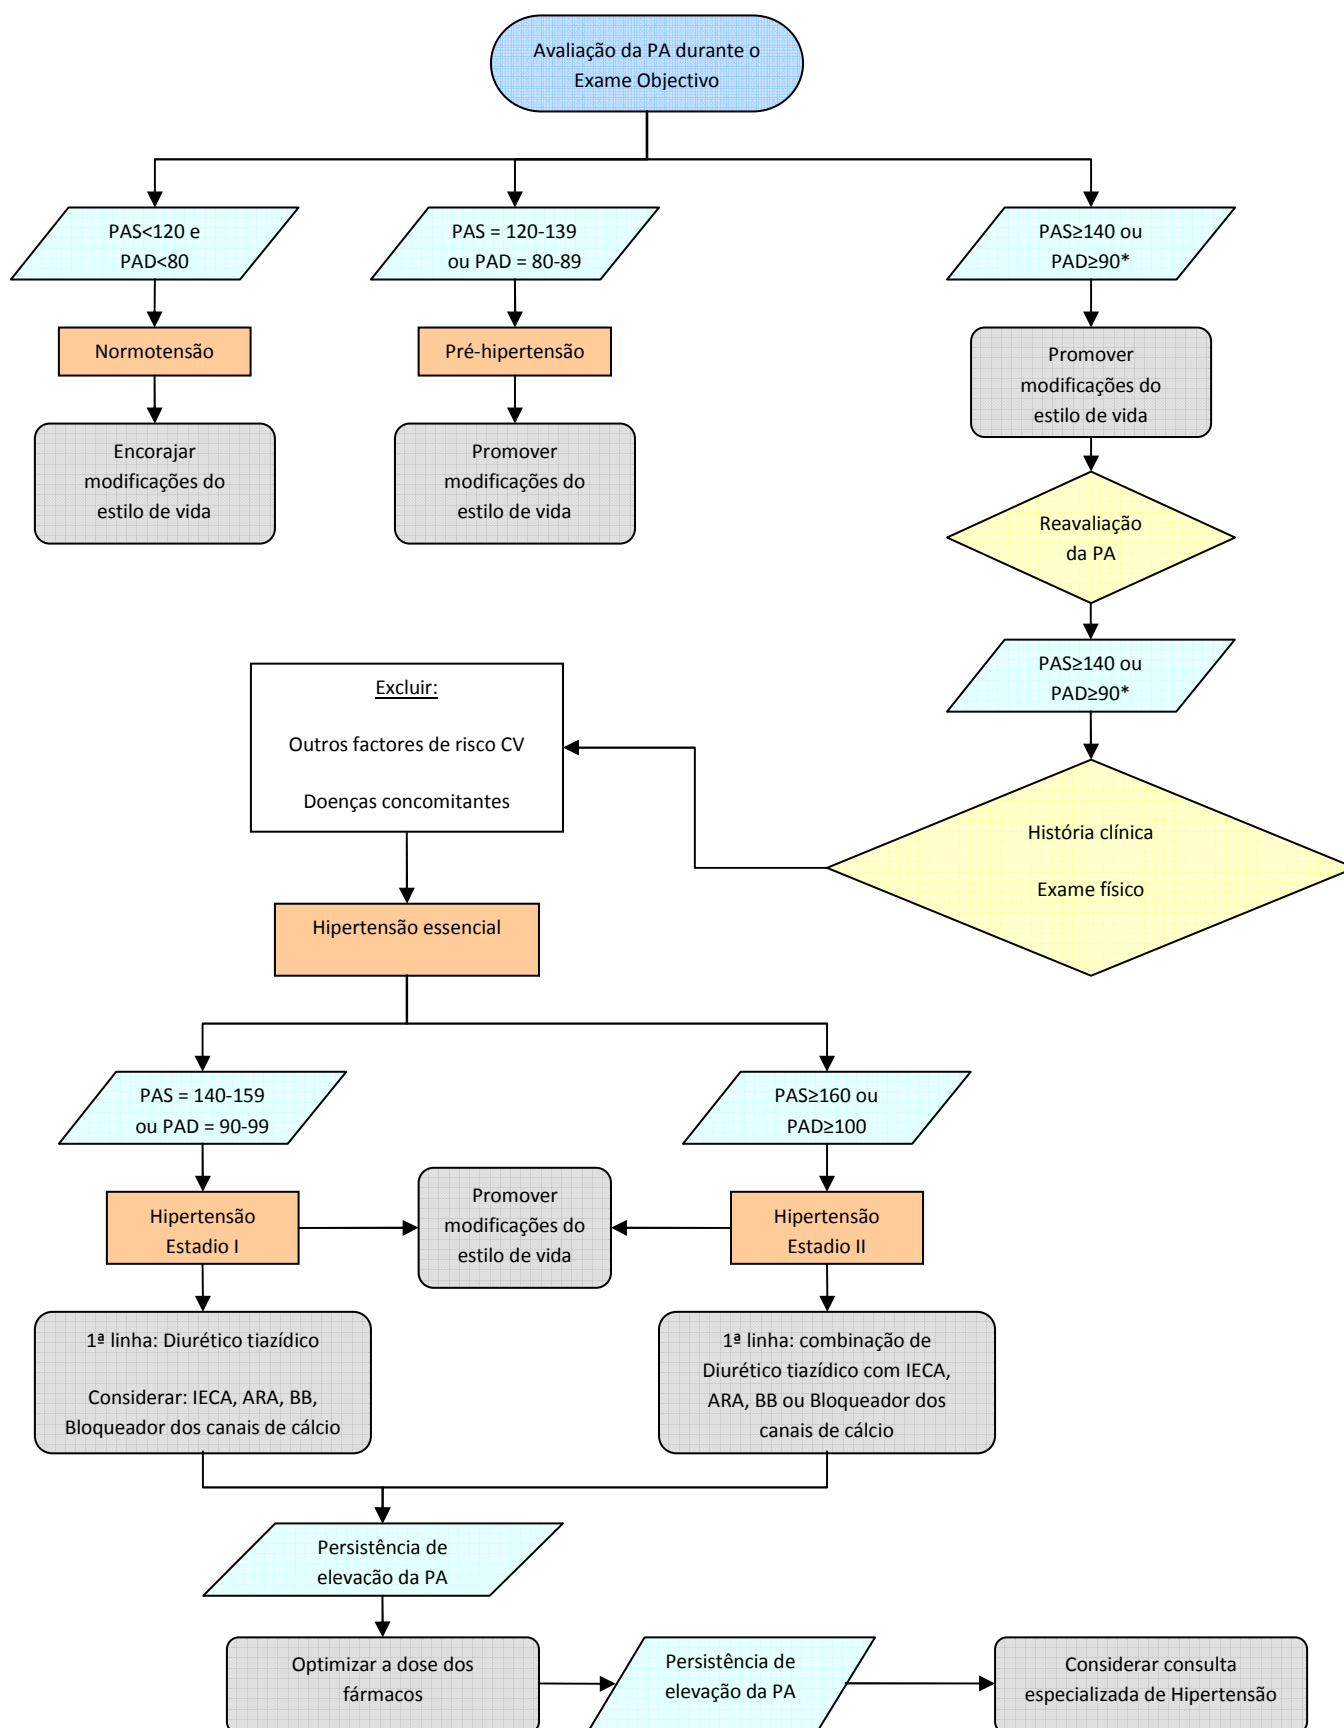 Avaliação da PA durante o
Exame Objectivo
PAS<120 e
PAD<80
PAS = 120-139
ou PAD = 80-89
PAS≥140 ou
PAD≥90*
Normotensão
Pré-hipertensão
Promover
modificações do
estilo de vida
Encorajar
modificações do
estilo de vida
Promover
modificações do
estilo de vida
Reavaliação
da PA
PAS≥140 ou
PAD≥90*
Excluir:
Outros factores de risco CV
Doenças concomitantes
História clínica
Exame físico
Hipertensão essencial
PAS = 140-159
ou PAD = 90-99
PAS≥160 ou
PAD≥100
Hipertensão
Estadio I
Promover
modificações do
estilo de vida
Hipertensão
Estadio II
1ª linha: Diurético tiazídico
Considerar: IECA, ARA, BB,
Bloqueador dos canais de cálcio
1ª linha: combinação de
Diurético tiazídico com IECA,
ARA, BB ou Bloqueador dos
canais de cálcio
Persistência de
elevação da PA
Optimizar a dose dos
fármacos
Persistência de
elevação da PA
Considerar consulta
especializada de Hipertensão